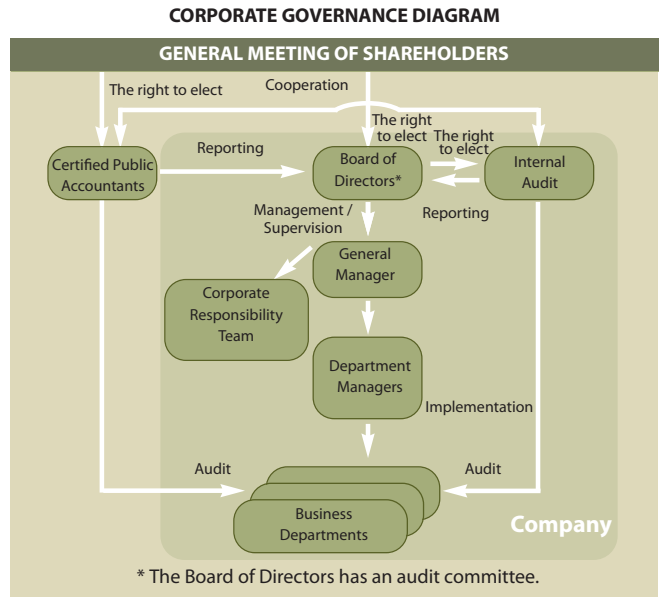 CORPORATE GOVERNANCE DIAGRAM
GENERAL MEETING OF SHAREHOLDERS
The right to elect
Cooperation
The right
to elect
The right
to elect
Certified Public
Accountants
Reporting
Board of
Directors*
Internal
Audit
Management /
Supervision
Reporting
General
Manager
Corporate
Responsibility
Team
Department
Managers
Implementation
Audit
Audit
Business
Departments
Company
* The Board of Directors has an audit committee.